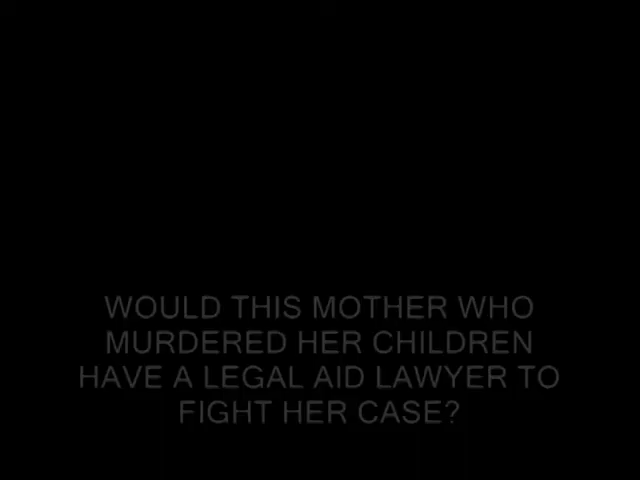 WOULD THIS MOTHER WHO
MURDERED HER CHILDREN
HAVE A LEGAL AID LAWYER TO
FIGHT HER CASE?